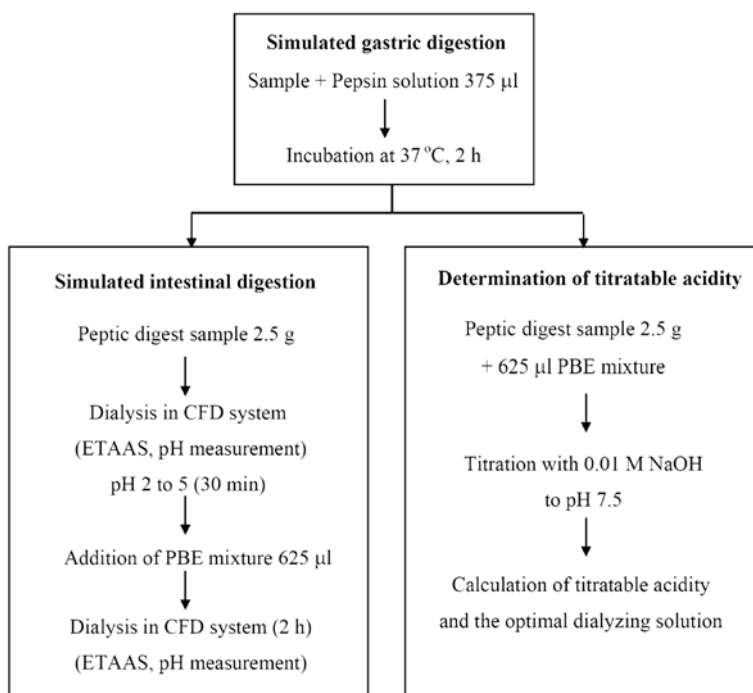 Simulated gastric digestion
Sample + Pepsin solution 375 μl
Incubation at 37 °C, 2 h
Simulated intestinal digestion
Peptic digest sample 2.5 g
Dialysis in CFD system
(ETAAS, pH measurement)
pH 2 to 5 (30 min)
Addition of PBE mixture 625 μl
Dialysis in CFD system (2 h)
(ETAAS, pH measurement)
Determination of titratable acidity
Peptic digest sample 2.5 g
+ 625 μl PBE mixture
Titration with 0.01 M NaOH
to pH 7.5
Calculation of titratable acidity
and the optimal dialyzing solution